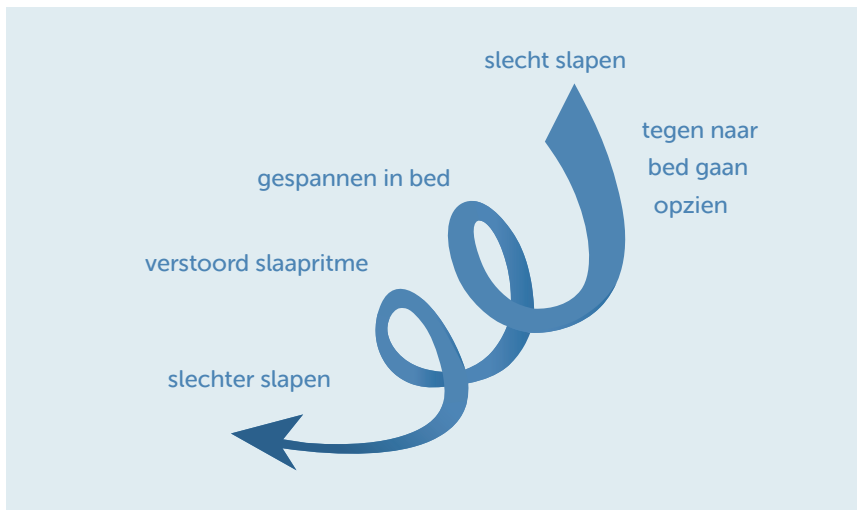 slecht slapen
tegen naar
bed gaan
opzien
gespannen in bed
verstoord slaapritme
slechter slapen